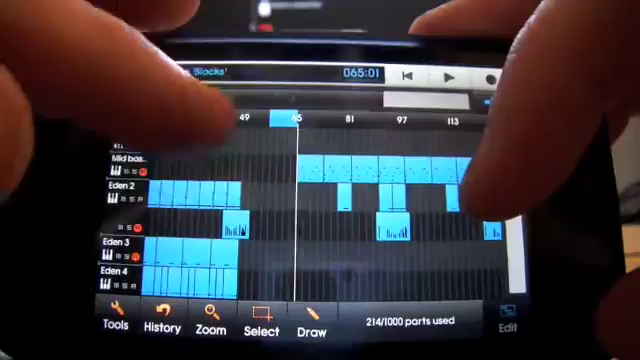 Blocks'
065:01
49 65 81 97 113
Mid bas..
M S R
Eden 2
M S R
M S R
Eden 3
M S R
Eden 4
M S R
Tools History Zoom Select Draw
214/1000 parts used
Edit